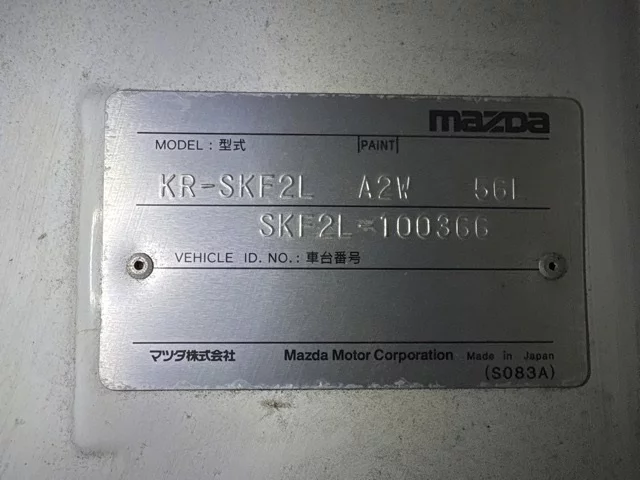 mazda
MODEL : 型式 PAINT
KR-SKF2L A2W 56L
SKF2L-100366
VEHICLE ID. NO. : 車台番号
マツダ株式会社 Mazda Motor Corporation Made in Japan
(S083A)